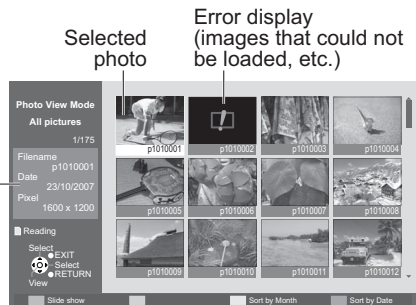 Selected
photo
Error display
(images that could not
be loaded, etc.)
Photo View Mode
All pictures
1/175
Filename
p1010001
Date
23/10/2007
Pixel
1600 x 1200
Reading
Select
EXIT
Select
RETURN
View
p1010001
p1010002
p1010003
p1010004
p1010005
p1010006
p1010007
p1010008
p1010009
p1010010
p1010011
p1010012
Slide show
Sort by Month
Sort by Date